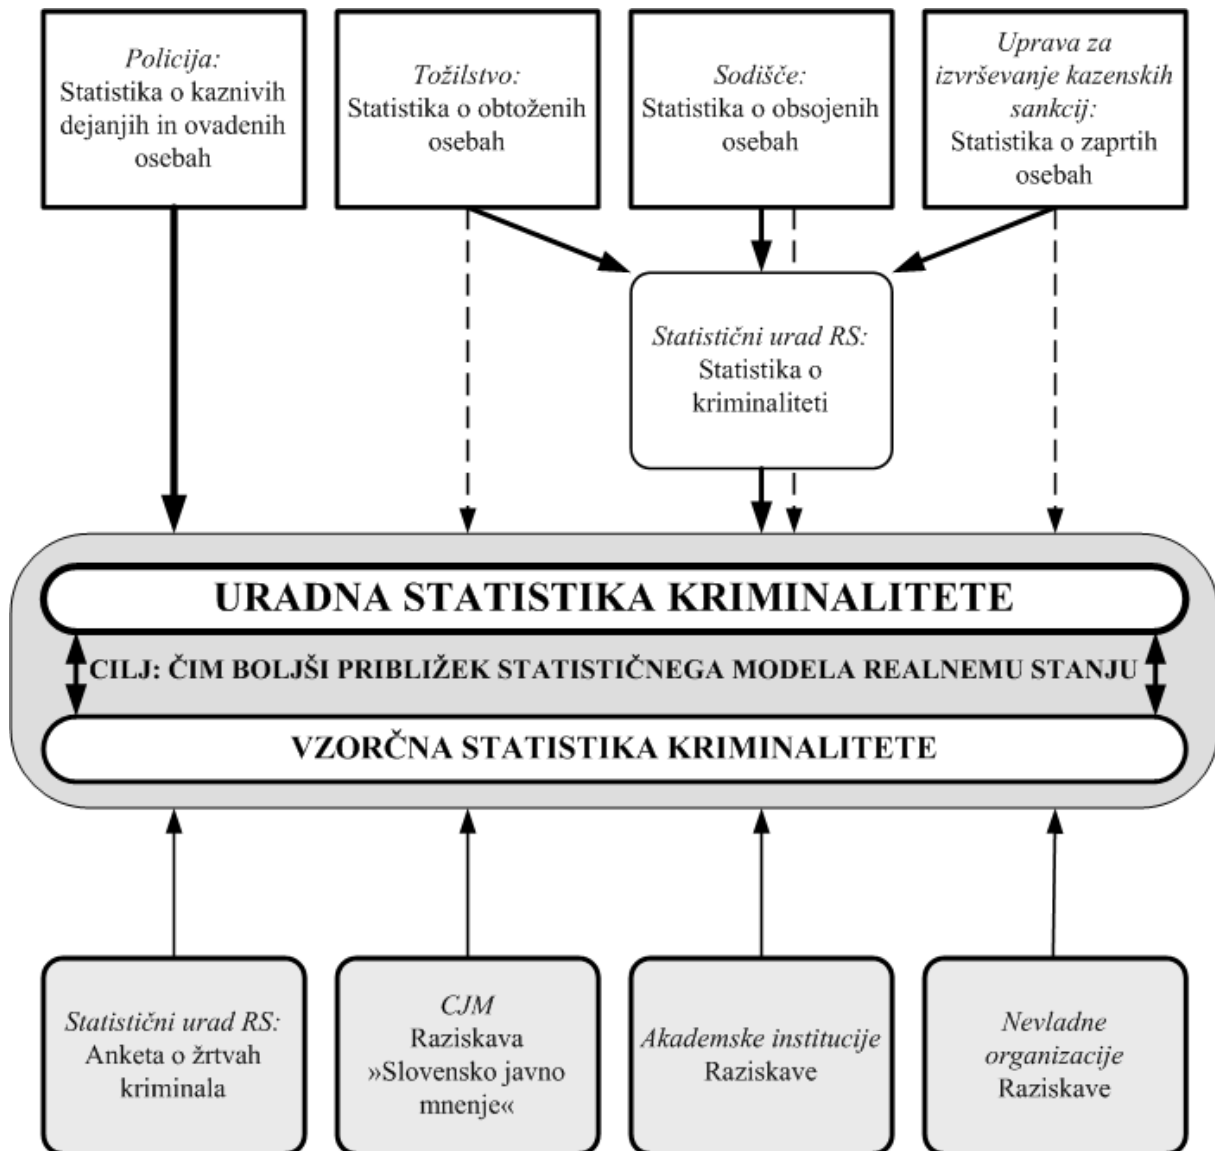 Policija:
Statistika o kaznivih
dejanjih in ovadenih
osebah
Tožilstvo:
Statistika o obtoženih
osebah
Sodišče:
Statistika o obsojenih
osebah
Uprava za
izvrševanje kazenskih
sankcij:
Statistika o zaprtih
osebah
Statistični urad RS:
Statistika o
kriminaliteti
URADNA STATISTIKA KRIMINALITETE
CILJ: ČIM BOLJŠI PRIBLIŽEK STATISTIČNEGA MODELA REALNEMU STANJU
VZORČNA STATISTIKA KRIMINALITETE
Statistični urad RS:
Anketa o žrtvah
kriminala
CJM
Raziskava
»Slovensko javno
mnenje«
Akademske institucije
Raziskave
Nevladne
organizacije
Raziskave